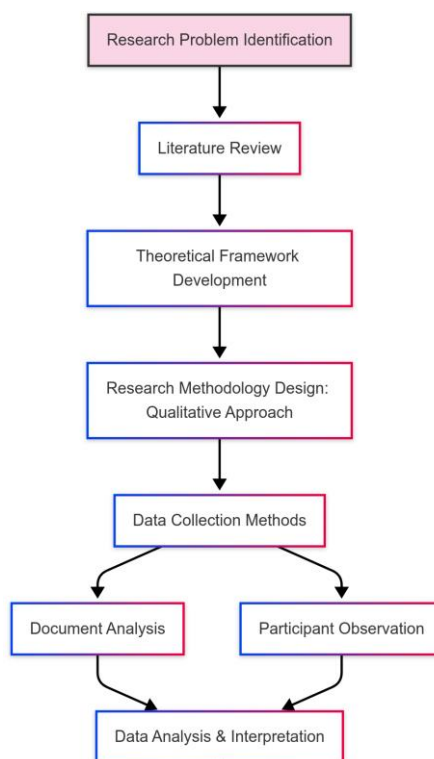 Research Problem Identification
Literature Review
Theoretical Framework
Development
Research Methodology Design:
Qualitative Approach
Data Collection Methods
Document Analysis
Participant Observation
Data Analysis & Interpretation